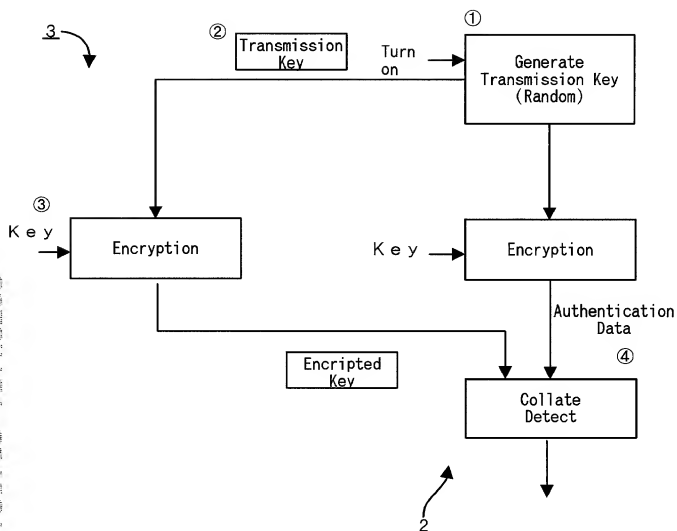 ①
3
②
Transmission
Key
Turn
on
Generate
Transmission Key
(Random)
③
Key
Encryption
Key
Encryption
Authentication
Data
④
Encripted
Key
Collate
Detect
2